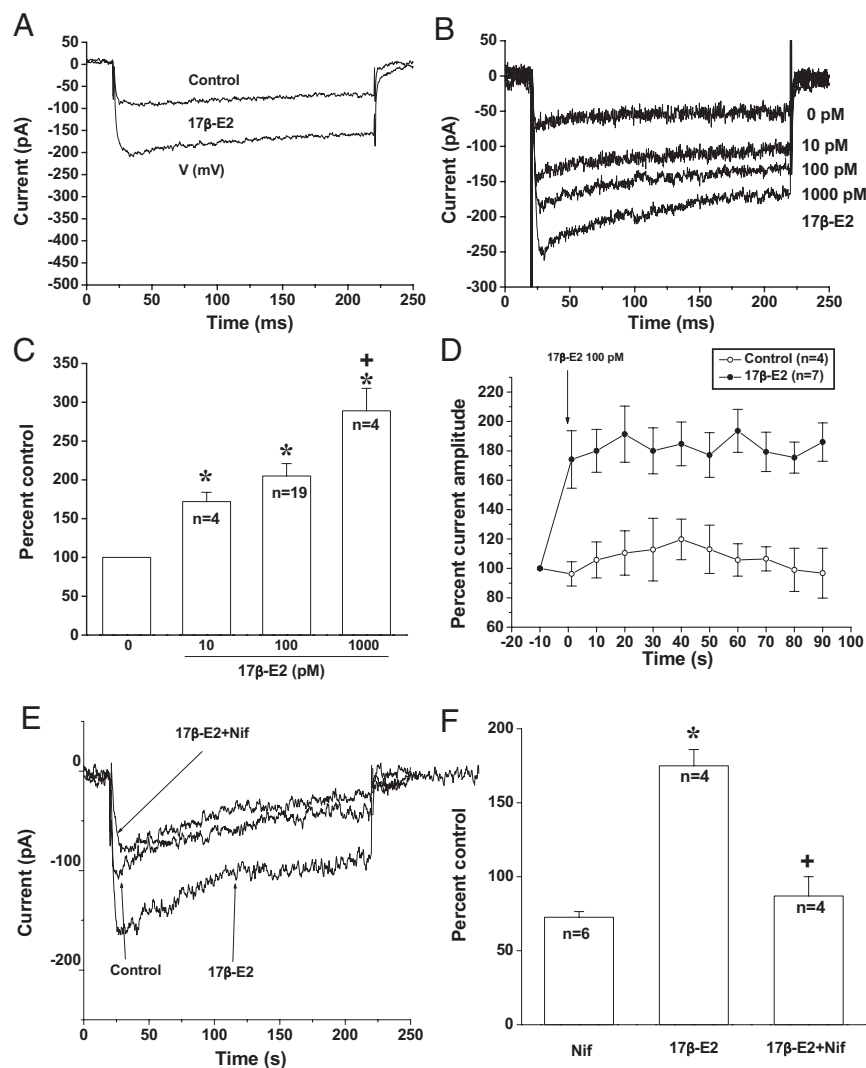 A
50
0
-50
-100
-150
-200
-250
-300
-350
-400
-450
-500
Current (pA)
Control
17β-E2
V (mV)
0 50 100 150 200 250
Time (ms)
B
50
0
-50
-100
-150
-200
-250
-300
Current (pA)
0 pM
10 pM
100 pM
1000 pM
17β-E2
0 50 100 150 200 250
Time (ms)
C
350
300
250
200
150
100
50
0
Percent control
*
n=4
*
n=19
+
*
n=4
0 10 100 1000
17β-E2 (pM)
D
17β-E2 100 pM
Control (n=4)
17β-E2 (n=7)
220
200
180
160
140
120
100
80
60
Percent current amplitude
-20 -10 0 10 20 30 40 50 60 70 80 90 100
Time (s)
E
17β-E2+Nif
0
-100
-200
Current (pA)
Control
17β-E2
0 50 100 150 200 250
Time (s)
F
200
150
100
50
0
Percent control
n=6
*
n=4
+
n=4
Nif 17β-E2 17β-E2+Nif